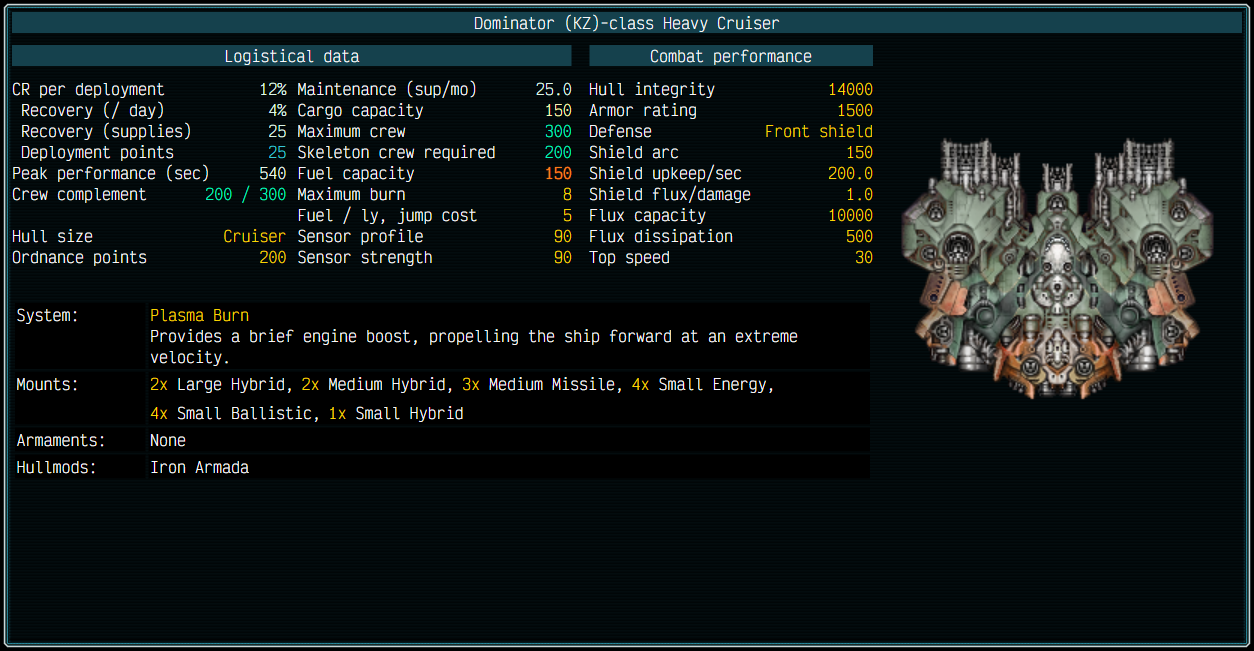 Dominator (KZ)-class Heavy Cruiser
Logistical data
CR per deployment 12% Maintenance (sup/mo) 25.0
Recovery (/ day) 4% Cargo capacity 150
Recovery (supplies) 25 Maximum crew 300
Deployment points 25 Skeleton crew required 200
Peak performance (sec) 540 Fuel capacity 150
Crew complement 200 / 300 Maximum burn 8
Fuel / ly, jump cost 5
Hull size Cruiser Sensor profile 90
Ordnance points 200 Sensor strength 90
Combat performance
Hull integrity 14000
Armor rating 1500
Defense Front shield
Shield arc 150
Shield upkeep/sec 200.0
Shield flux/damage 1.0
Flux capacity 10000
Flux dissipation 500
Top speed 30
System: Plasma Burn
Provides a brief engine boost, propelling the ship forward at an extreme
velocity.
Mounts: 2x Large Hybrid, 2x Medium Hybrid, 3x Medium Missile, 4x Small Energy,
4x Small Ballistic, 1x Small Hybrid
Armaments: None
Hullmods: Iron Armada